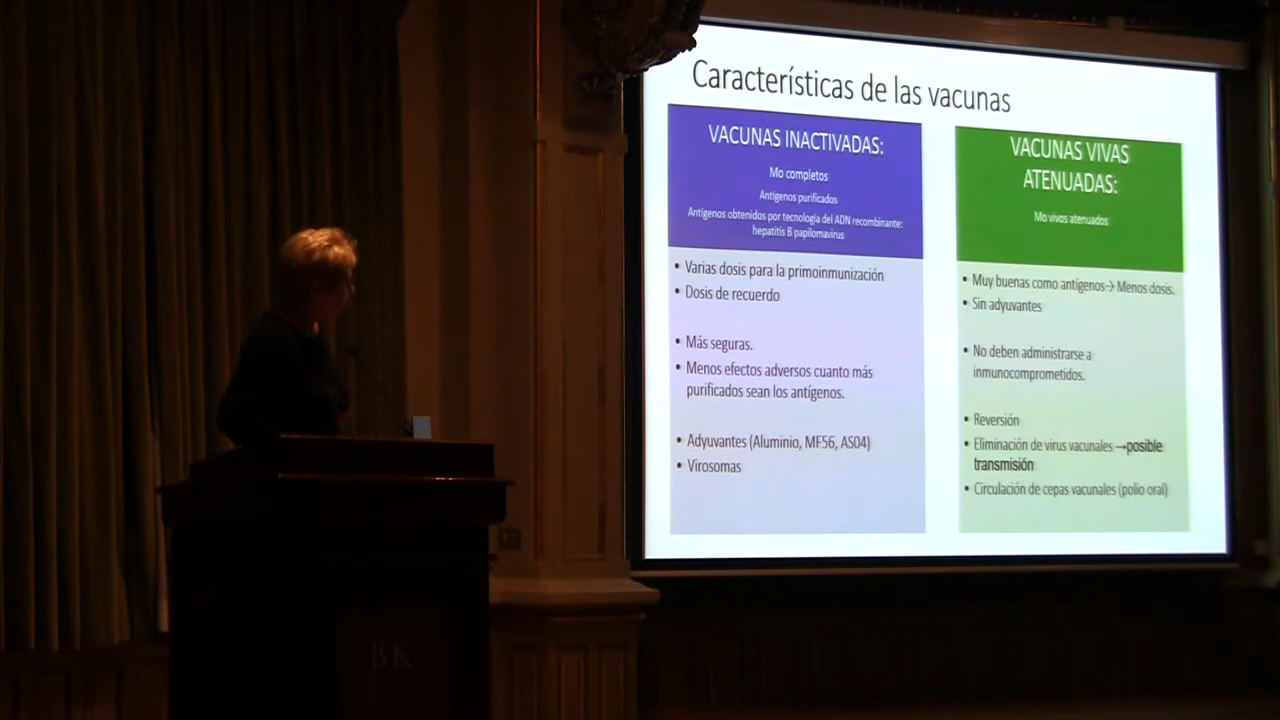 Características de las vacunas
VACUNAS INACTIVADAS:
Mo completos
Antígenos purificados
Antígenos obtenidos por tecnología del ADN recombinante:
hepatitis B papilomavirus
• Varias dosis para la primoinmunización
• Dosis de recuerdo
• Más seguras.
• Menos efectos adversos cuanto más
purificados sean los antígenos.
• Adyuvantes (Aluminio, MF56, AS04)
• Virosomas
VACUNAS VIVAS
ATENUADAS:
Mo vivos atenuados
• Muy buenas como antígenos→ Menos dosis.
• Sin adyuvantes
• No deben administrarse a
inmunocomprometidos.
• Reversión
• Eliminación de virus vacunales →posible
transmisión
• Circulación de cepas vacunales (polio oral)